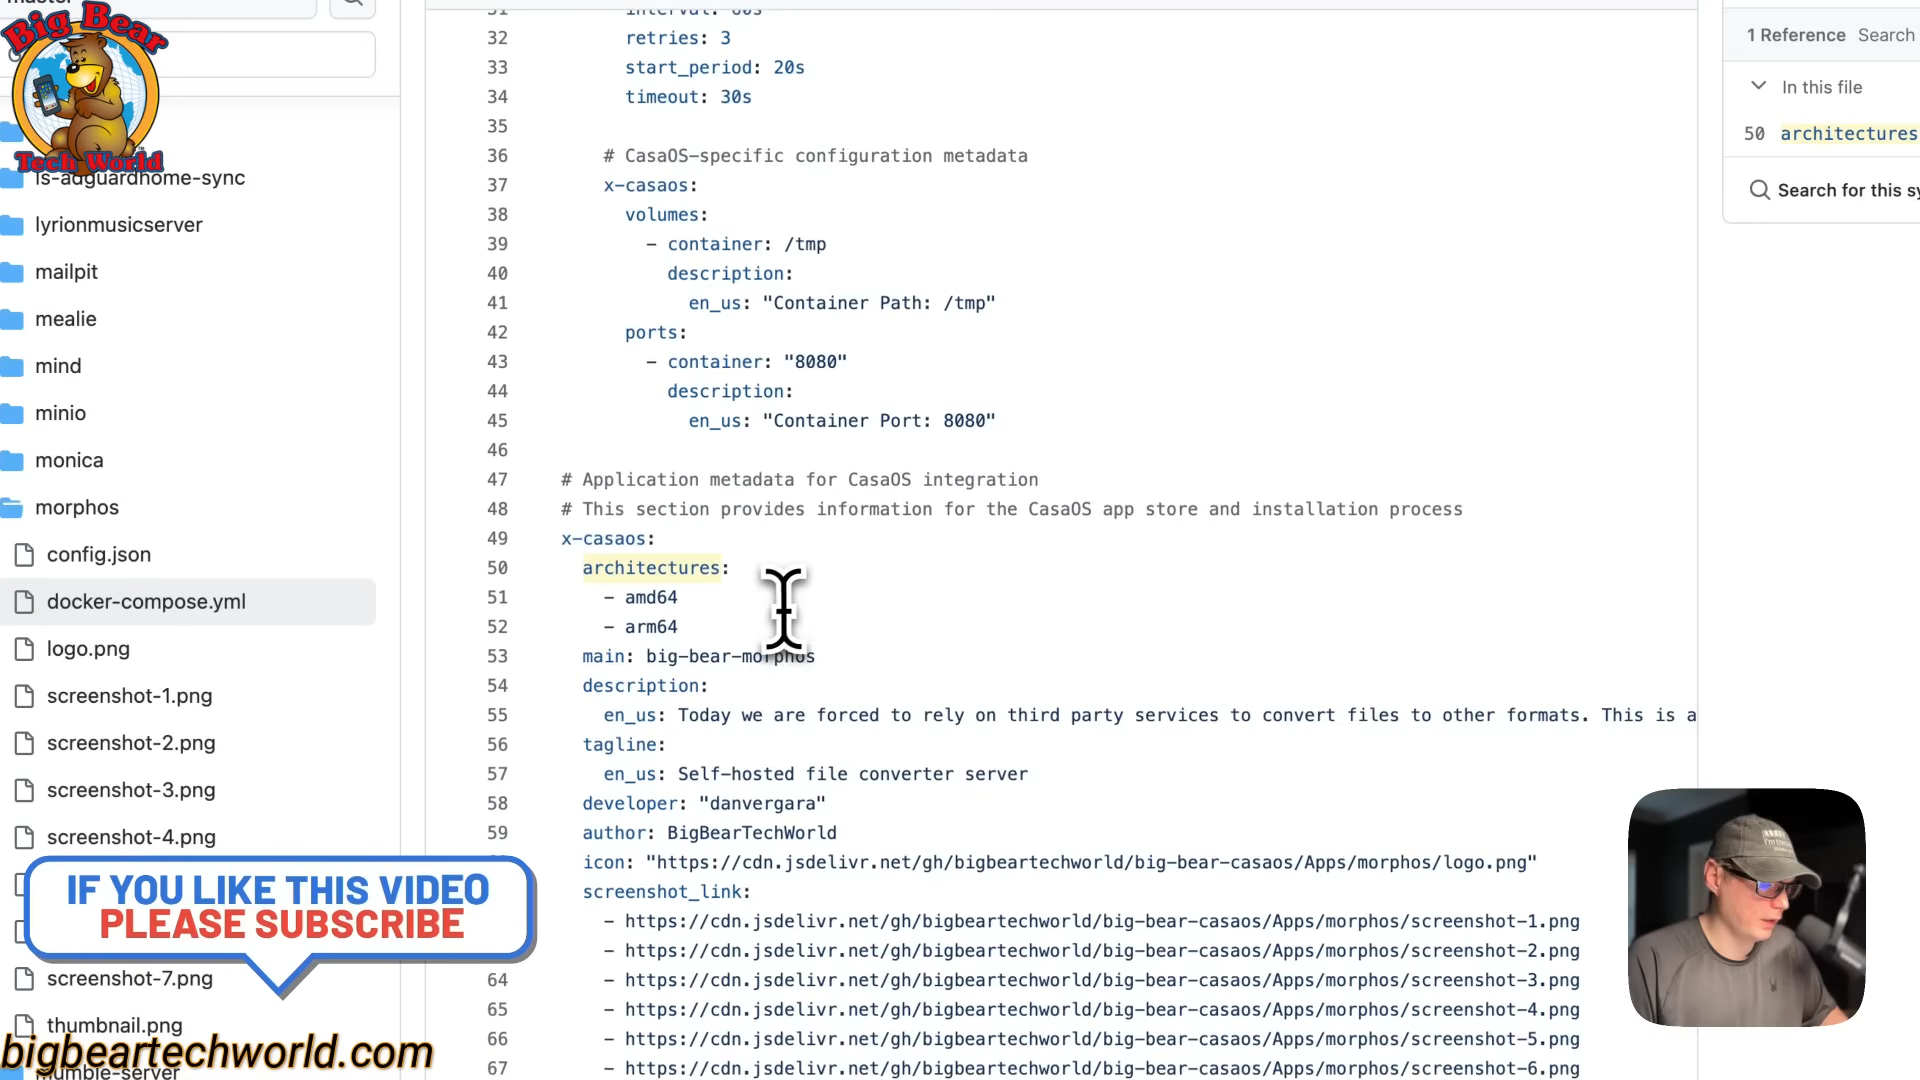 master
Big Bear
Tech World
ls-adguardhome-sync
lyrionmusicserver
mailpit
mealie
mind
minio
monica
morphos
config.json
docker-compose.yml
logo.png
screenshot-1.png
screenshot-2.png
screenshot-3.png
screenshot-4.png
IF YOU LIKE THIS VIDEO
PLEASE SUBSCRIBE
screenshot-7.png
thumbnail.png
bigbeartechworld.com
mumble-server
31 interval: 60s
32 retries: 3
33 start_period: 20s
34 timeout: 30s
35
36 # CasaOS-specific configuration metadata
37 x-casaos:
38 volumes:
39 - container: /tmp
40 description:
41 en_us: "Container Path: /tmp"
42 ports:
43 - container: "8080"
44 description:
45 en_us: "Container Port: 8080"
46
47 # Application metadata for CasaOS integration
48 # This section provides information for the CasaOS app store and installation process
49 x-casaos:
50 architectures:
51 - amd64
52 - arm64
53 main: big-bear-morphos
54 description:
55 en_us: Today we are forced to rely on third party services to convert files to other formats. This is a
56 tagline:
57 en_us: Self-hosted file converter server
58 developer: "danvergara"
59 author: BigBearTechWorld
icon: "https://cdn.jsdelivr.net/gh/bigbeartechworld/big-bear-casaos/Apps/morphos/logo.png"
screenshot_link:
- https://cdn.jsdelivr.net/gh/bigbeartechworld/big-bear-casaos/Apps/morphos/screenshot-1.png
- https://cdn.jsdelivr.net/gh/bigbeartechworld/big-bear-casaos/Apps/morphos/screenshot-2.png
64 - https://cdn.jsdelivr.net/gh/bigbeartechworld/big-bear-casaos/Apps/morphos/screenshot-3.png
65 - https://cdn.jsdelivr.net/gh/bigbeartechworld/big-bear-casaos/Apps/morphos/screenshot-4.png
66 - https://cdn.jsdelivr.net/gh/bigbeartechworld/big-bear-casaos/Apps/morphos/screenshot-5.png
67 - https://cdn.jsdelivr.net/gh/bigbeartechworld/big-bear-casaos/Apps/morphos/screenshot-6.png
1 Reference Search
In this file
50 architectures
Search for this sy